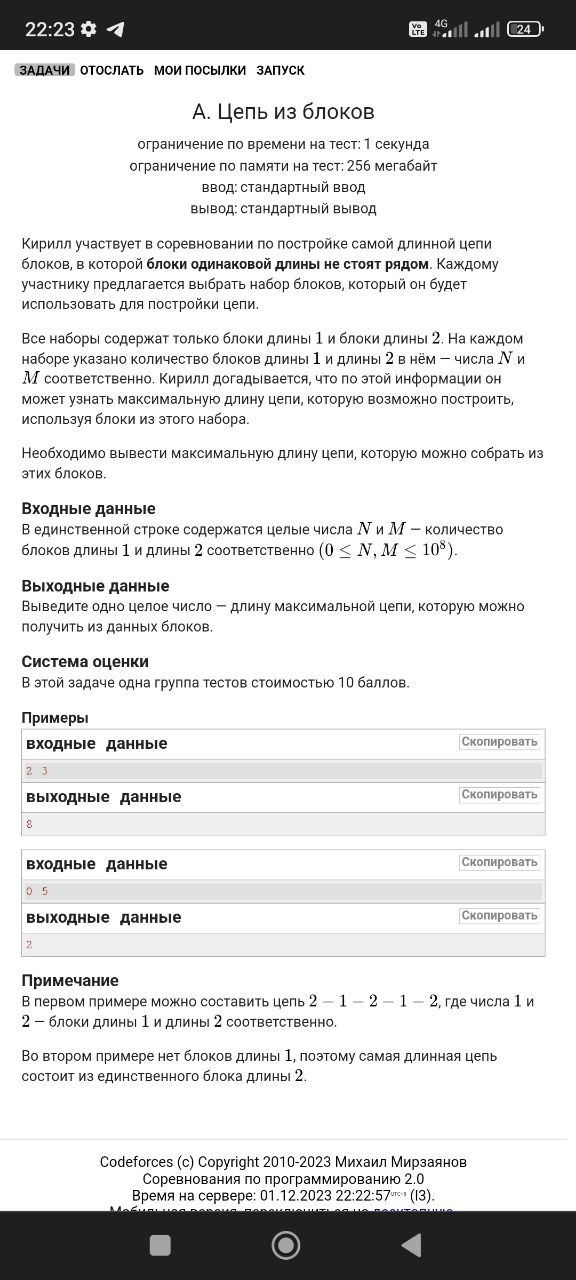 22:23
Vo LTE 4G 24
ЗАДАЧИ ОТОСЛАТЬ МОИ ПОСЫЛКИ ЗАПУСК
A. Цепь из блоков
ограничение по времени на тест: 1 секунда
ограничение по памяти на тест: 256 мегабайт
ввод: стандартный ввод
вывод: стандартный вывод
Кирилл участвует в соревновании по постройке самой длинной цепи
блоков, в которой блоки одинаковой длины не стоят рядом. Каждому
участнику предлагается выбрать набор блоков, который он будет
использовать для постройки цепи.
Все наборы содержат только блоки длины 1 и блоки длины 2. На каждом
наборе указано количество блоков длины 1 и длины 2 в нём — числа N и
M соответственно. Кирилл догадывается, что по этой информации он
может узнать максимальную длину цепи, которую возможно построить,
используя блоки из этого набора.
Необходимо вывести максимальную длину цепи, которую можно собрать из
этих блоков.
Входные данные
В единственной строке содержатся целые числа N и M — количество
блоков длины 1 и длины 2 соответственно (0 ≤ N, M ≤ 10⁸).
Выходные данные
Выведите одно целое число — длину максимальной цепи, которую можно
получить из данных блоков.
Система оценки
В этой задаче одна группа тестов стоимостью 10 баллов.
Примеры
входные данные Скопировать
2 3
выходные данные Скопировать
8
входные данные Скопировать
0 5
выходные данные Скопировать
2
Примечание
В первом примере можно составить цепь 2 − 1 − 2 − 1 − 2, где числа 1 и
2 — блоки длины 1 и длины 2 соответственно.
Во втором примере нет блоков длины 1, поэтому самая длинная цепь
состоит из единственного блока длины 2.
Codeforces (c) Copyright 2010-2023 Михаил Мирзаянов
Соревнования по программированию 2.0
Время на сервере: 01.12.2023 22:22:57 UTC+5 (l3).
Мобильная версия, переключиться на десктопную